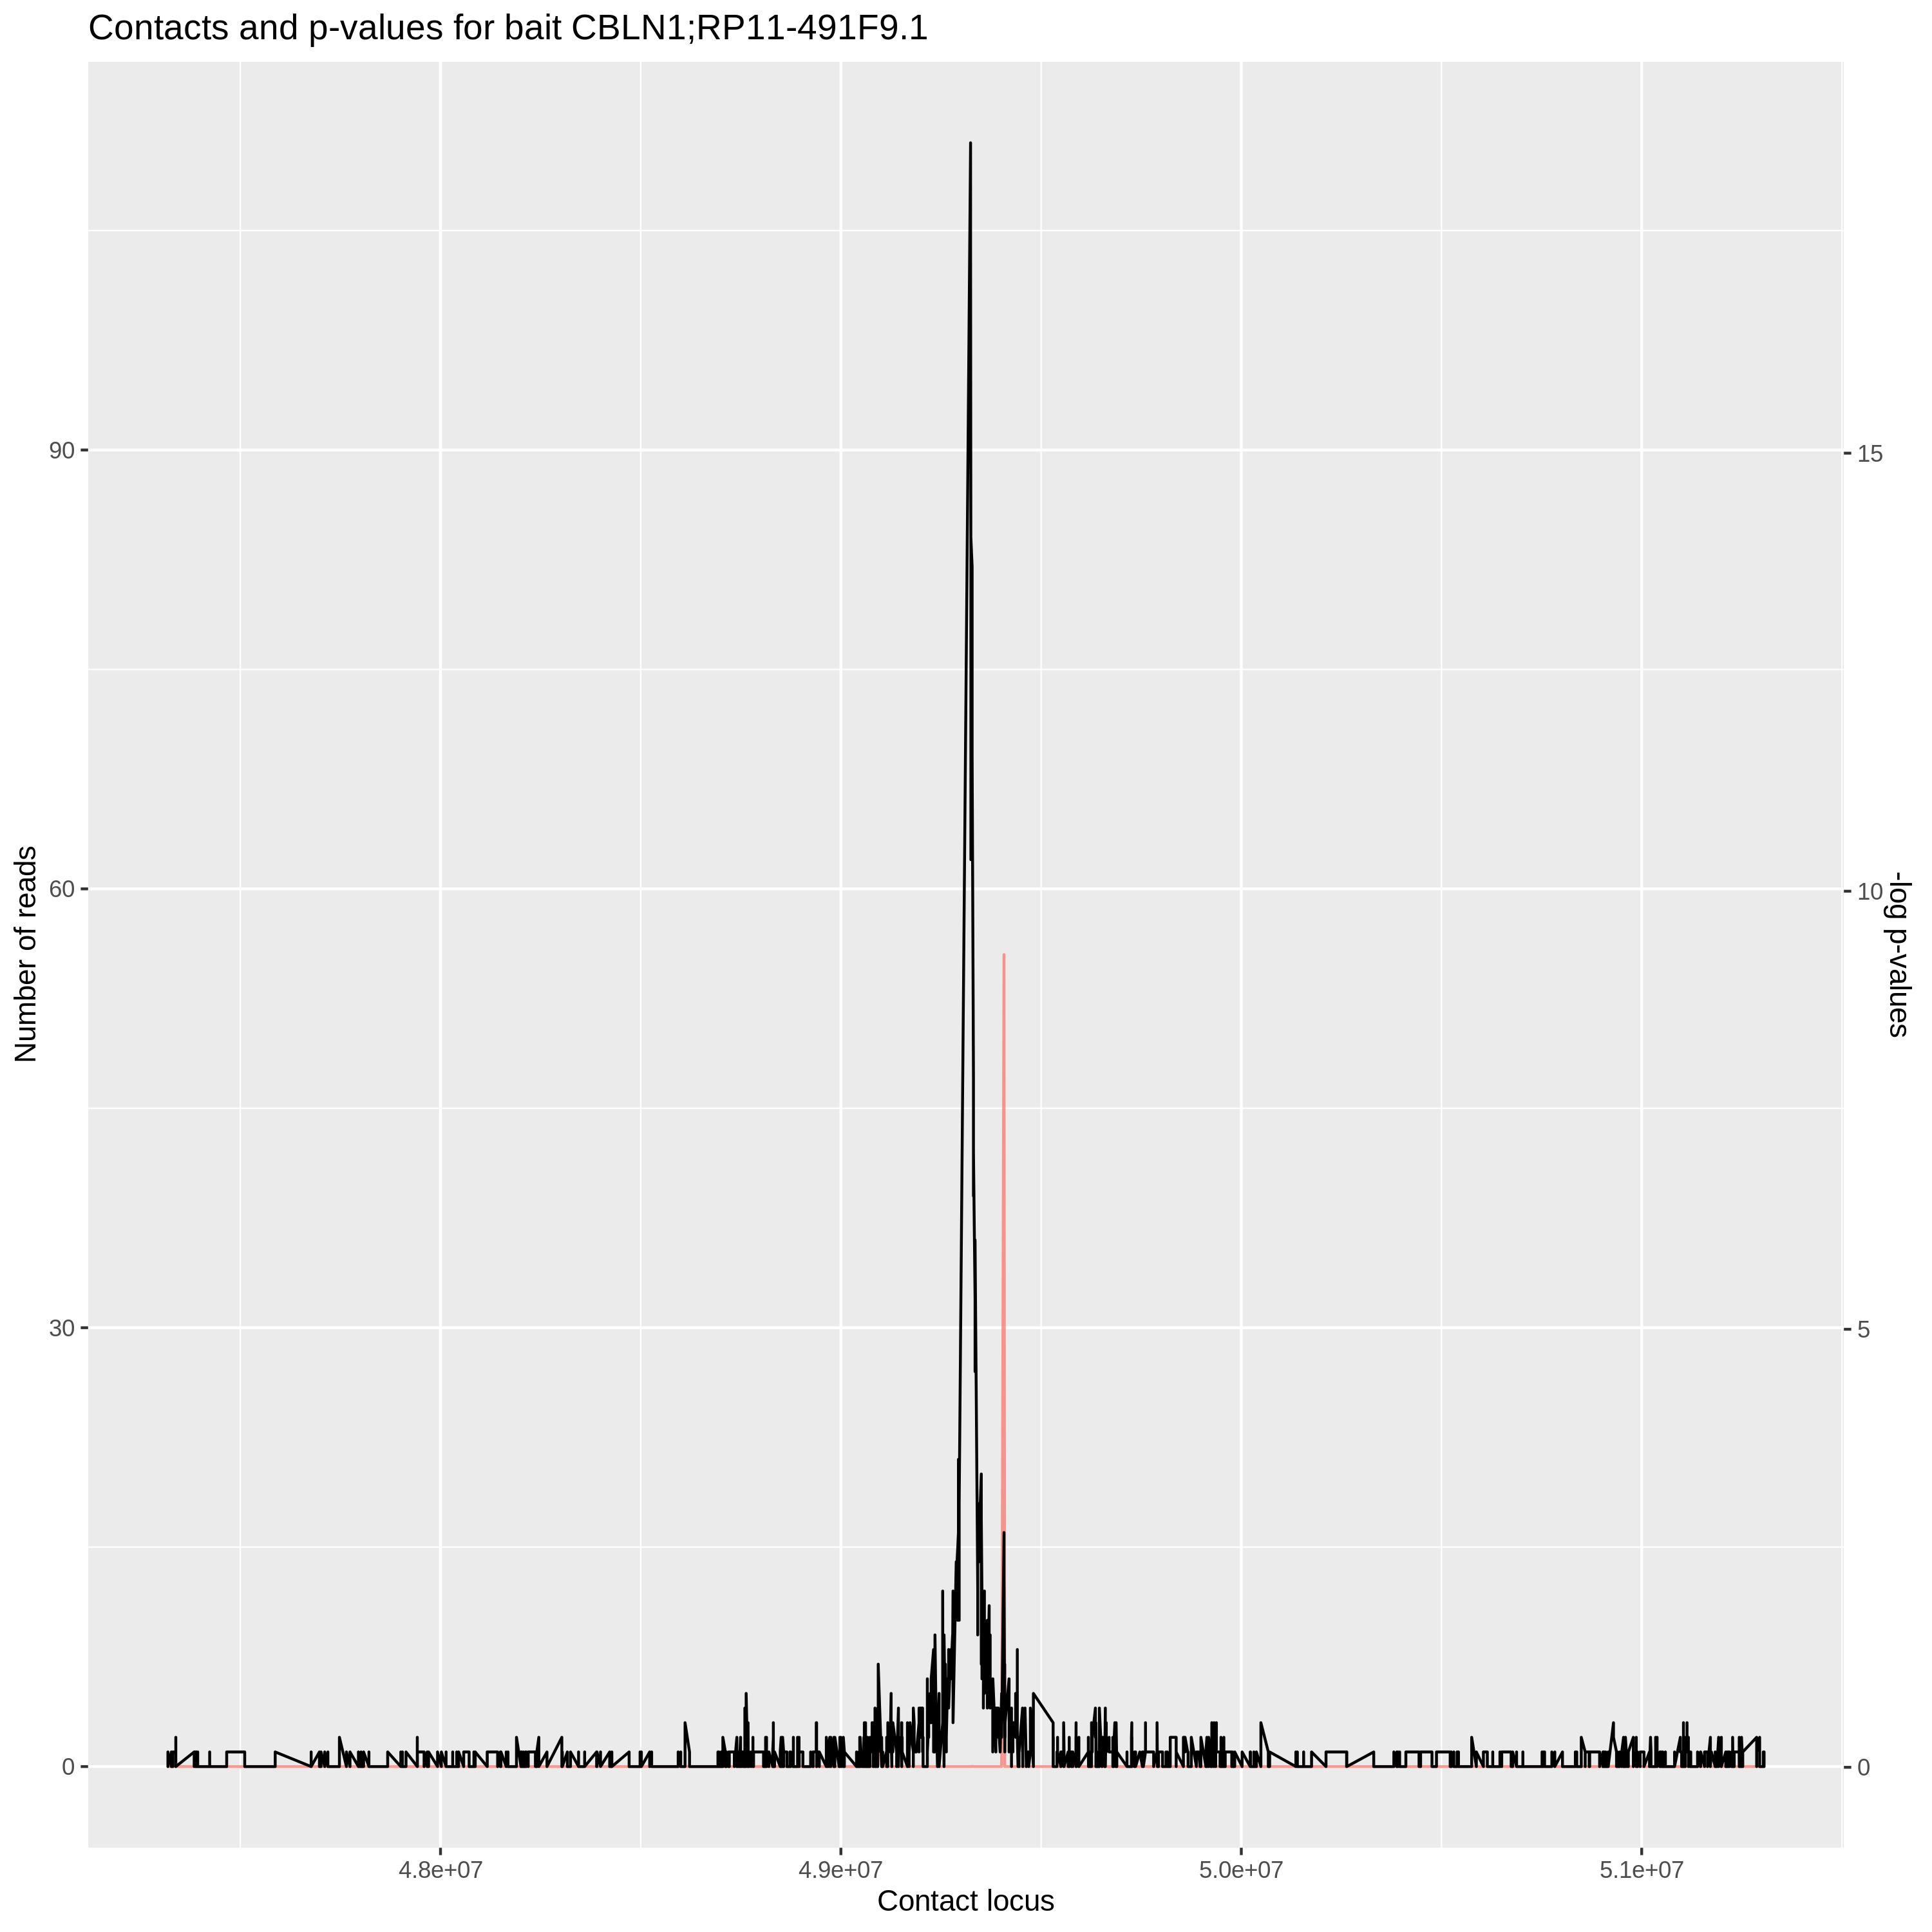 Contacts and p-values for bait CBLN1;RP11-491F9.1
90
60
30
0
Number of reads
15
10
5
0
-log p-values
4.8e+07
4.9e+07
5.0e+07
5.1e+07
Contact locus